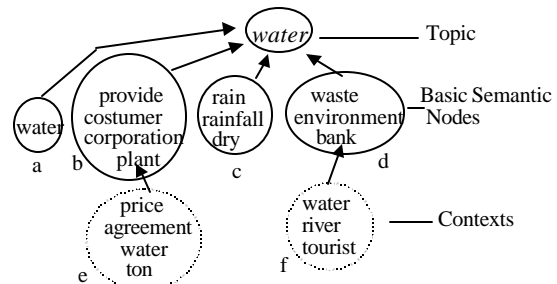 water
Topic
provide
costumer
corporation
plant
rain
rainfall
dry
waste
environment
bank
Basic Semantic
Nodes
water
a
b
c
d
price
agreement
water
ton
water
river
tourist
Contexts
e
f